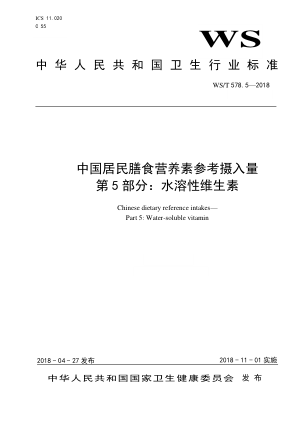 ICS 11.020
C 55
WS
中华人民共和国卫生行业标准
WS/T 578.5—2018
中国居民膳食营养素参考摄入量
第5部分：水溶性维生素
Chinese dietary reference intakes—
Part 5: Water-soluble vitamin
2018-04-27发布
2018-11-01实施
中华人民共和国国家卫生健康委员会 发布